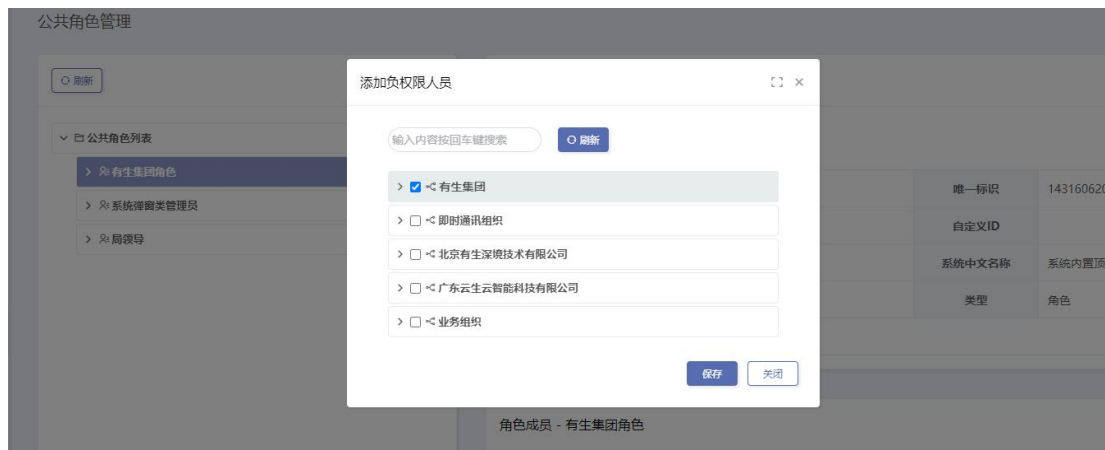 公共角色管理
刷新
公共角色列表
有生集团角色
系统弹窗类管理员
局领导
添加负权限人员
输入内容按回车键搜索
刷新
有生集团
即时通讯组织
北京有生深境技术有限公司
广东云生云智能科技有限公司
业务组织
保存
关闭
唯一标识 143160620
自定义ID
系统中文名称 系统内置顶
类型 角色
角色成员 - 有生集团角色